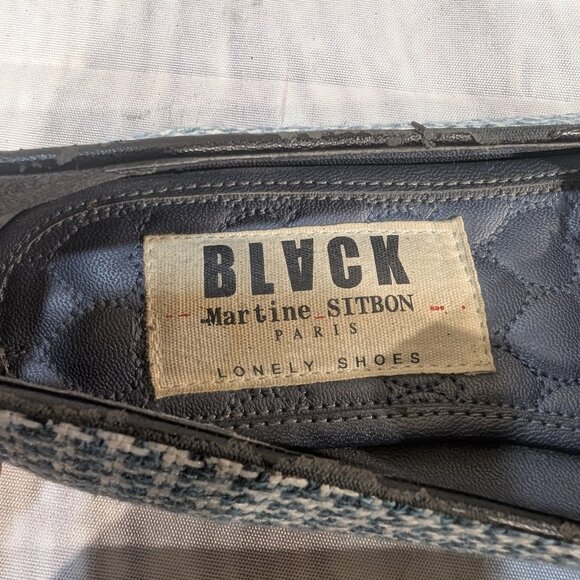 BLACK
Martine SITBON
PARIS
LONELY SHOES